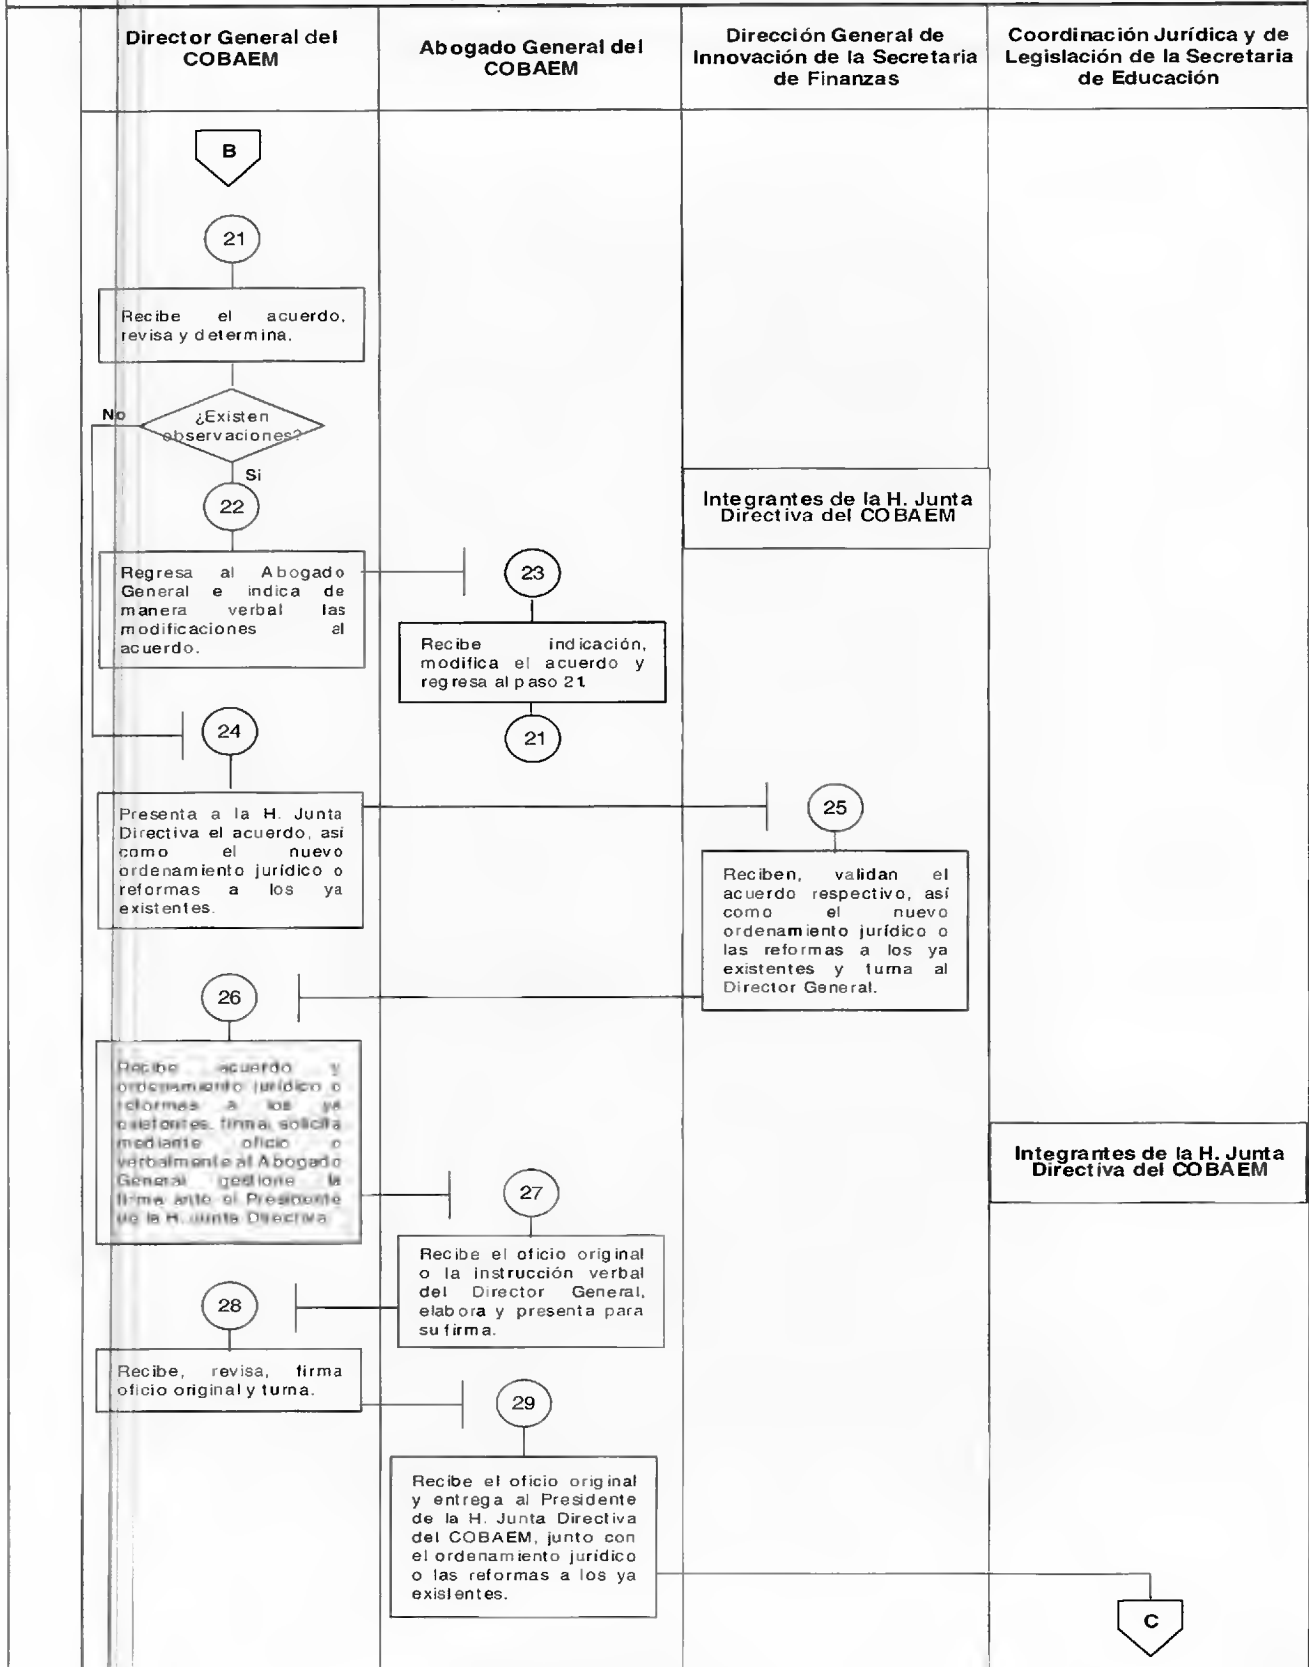 Director General del
COBAEM
Abogado General del
COBAEM
Dirección General de
Innovación de la Secretaria
de Finanzas
Coordinación Jurídica y de
Legislación de la Secretaria
de Educación
B
21
Recibe el acuerdo,
revisa y determina.
¿Existen
observaciones?
No
Si
22
Integrantes de la H. Junta
Directiva del COBAEM
Regresa al Abogado
General e indica de
manera verbal las
modificaciones al
acuerdo.
23
Recibe indicación,
modifica el acuerdo y
regresa al paso 21.
21
24
Presenta a la H. Junta
Directiva el acuerdo, asi
como el nuevo
ordenamiento jurídico o
reformas a los ya
existentes.
25
Reciben, validan el
acuerdo respectivo, así
como el nuevo
ordenamiento jurídico o
las reformas a los ya
existentes y turna al
Director General.
26
Recibe acuerdo y
ordenamiento jurídico o
reformas a los ya
existentes, firma, solicita
mediante oficio o
verbalmente al Abogado
General gestione la
firma ante el Presidente
de la H. Junta Directiva
Integrantes de la H. Junta
Directiva del COBAEM
27
Recibe el oficio original
o la instrucción verbal
del Director General,
elabora y presenta para
su firma.
28
Recibe, revisa, firma
oficio original y turna.
29
Recibe el oficio original
y entrega al Presidente
de la H. Junta Directiva
del COBAEM, junto con
el ordenamiento jurídico
o las reformas a los ya
existentes.
C